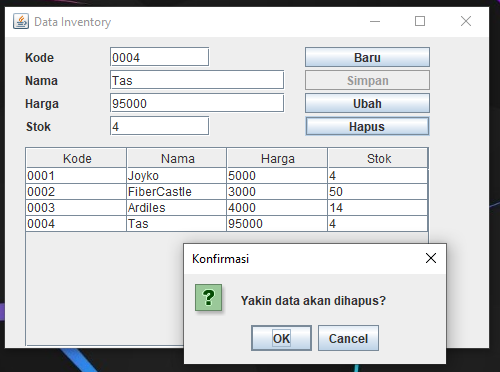 Data Inventory
Kode 0004 Baru
Nama Tas Simpan
Harga 95000 Ubah
Stok 4 Hapus
Kode Nama Harga Stok
0001 Joyko 5000 4
0002 FiberCastle 3000 50
0003 Ardiles 4000 14
0004 Tas 95000 4
Konfirmasi
? Yakin data akan dihapus?
OK Cancel